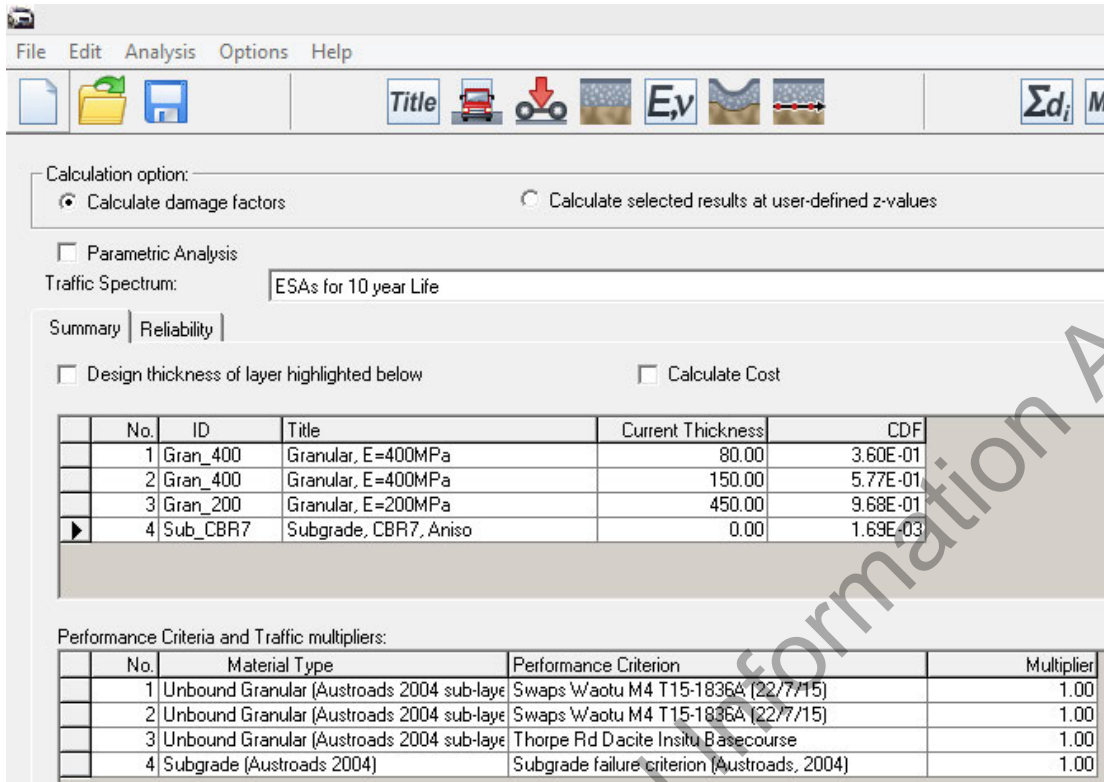 File Edit Analysis Options Help
Title E,v Σdi M
Calculation option:
Calculate damage factors Calculate selected results at user-defined z-values
Parametric Analysis
Traffic Spectrum: ESAs for 10 year Life
Summary Reliability
Design thickness of layer highlighted below Calculate Cost
No. ID Title Current Thickness CDF
1 Gran_400 Granular, E=400MPa 80.00 3.60E-01
2 Gran_400 Granular, E=400MPa 150.00 5.77E-01
3 Gran_200 Granular, E=200MPa 450.00 9.68E-01
4 Sub_CBR7 Subgrade, CBR7, Aniso 0.00 1.69E-03
Performance Criteria and Traffic multipliers:
No. Material Type Performance Criterion Multiplier
1 Unbound Granular (Austroads 2004 sub-laye Swaps Waotu M4 T15-1836A (22/7/15) 1.00
2 Unbound Granular (Austroads 2004 sub-laye Swaps Waotu M4 T15-1836A (22/7/15) 1.00
3 Unbound Granular (Austroads 2004 sub-laye Thorpe Rd Dacite Insitu Basecourse 1.00
4 Subgrade (Austroads 2004) Subgrade failure criterion (Austroads, 2004) 1.00
Information A